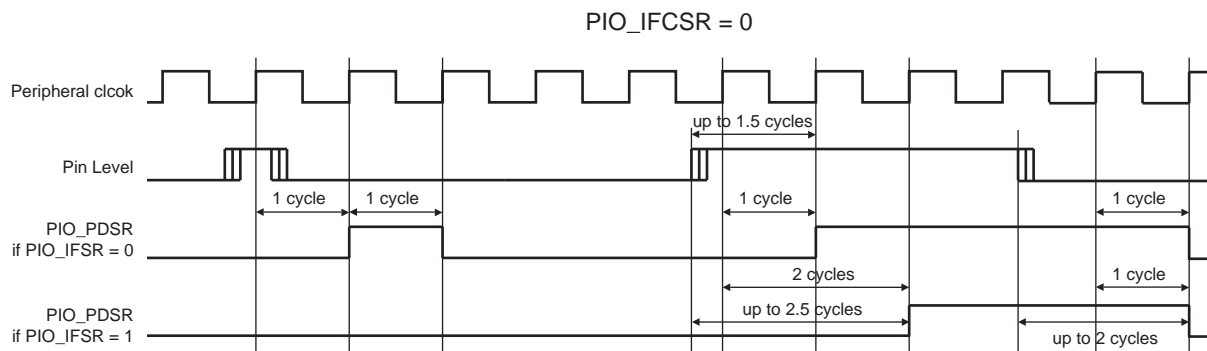 PIO_IFCSR = 0
Peripheral clcok
up to 1.5 cycles
Pin Level
1 cycle
1 cycle
1 cycle
1 cycle
PIO_PDSR
if PIO_IFSR = 0
2 cycles
1 cycle
PIO_PDSR
if PIO_IFSR = 1
up to 2.5 cycles
up to 2 cycles